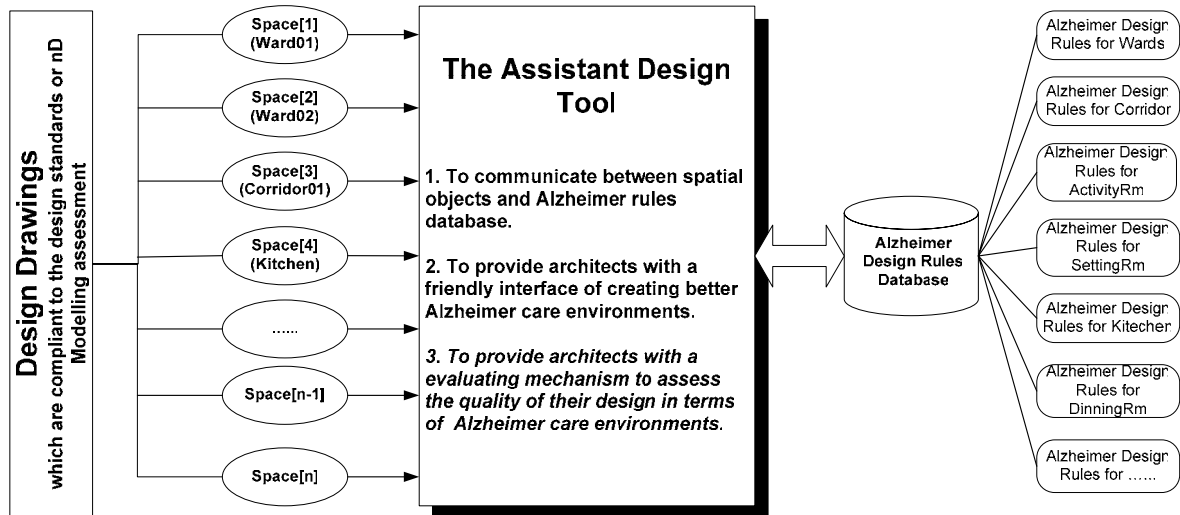 Design Drawings
which are compliant to the design standards or nD
Modelling assessment
Space[1]
(Ward01)
Space[2]
(Ward02)
Space[3]
(Corridor01)
Space[4]
(Kitchen)
......
Space[n-1]
Space[n]
The Assistant Design
Tool
1. To communicate between spatial
objects and Alzheimer rules
database.
2. To provide architects with a
friendly interface of creating better
Alzheimer care environments.
3. To provide architects with a
evaluating mechanism to assess
the quality of their design in terms
of Alzheimer care environments.
Alzheimer
Design Rules
Database
Alzheimer Design
Rules for Wards
Alzheimer Design
Rules for Corridor
Alzheimer Design
Rules for
ActivityRm
Alzheimer Design
Rules for
SettingRm
Alzheimer Design
Rules for Kitechen
Alzheimer Design
Rules for
DinningRm
Alzheimer Design
Rules for ......